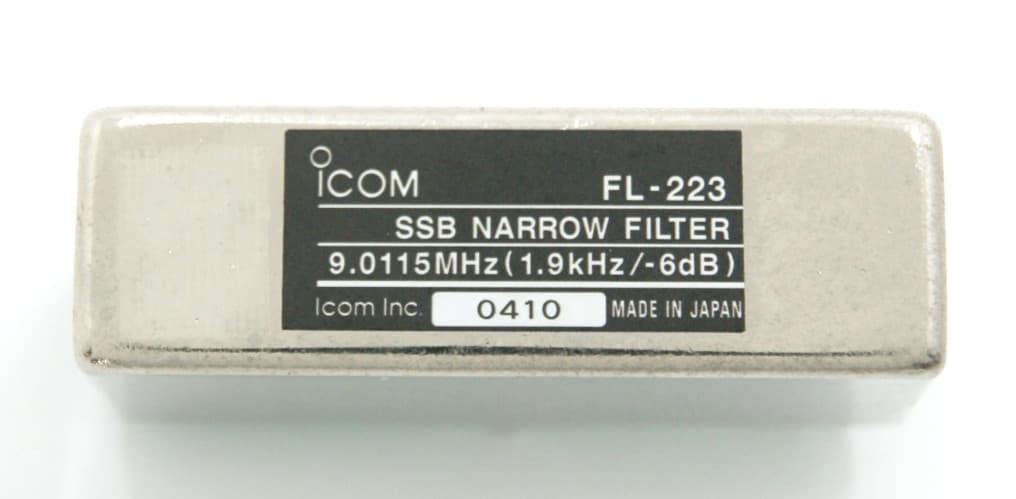 iCOM FL-223
SSB NARROW FILTER
9.0115MHz(1.9kHz/-6dB)
Icom Inc. 0410 MADE IN JAPAN